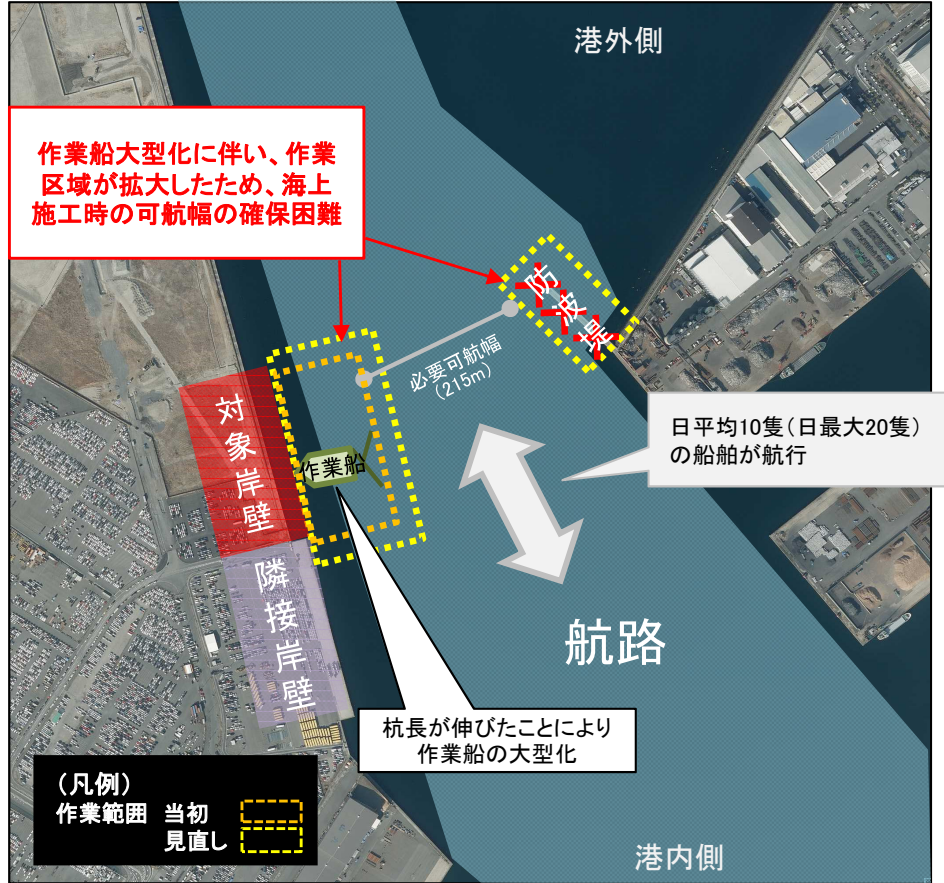 港外側
作業船大型化に伴い、作業
区域が拡大したため、海上
施工時の可航幅の確保困難
防波堤
必要可航幅
(215m)
対象岸壁
作業船
日平均10隻(日最大20隻)
の船舶が航行
隣接岸壁
航路
杭長が伸びたことにより
作業船の大型化
(凡例)
作業範囲 当初
見直し
港内側